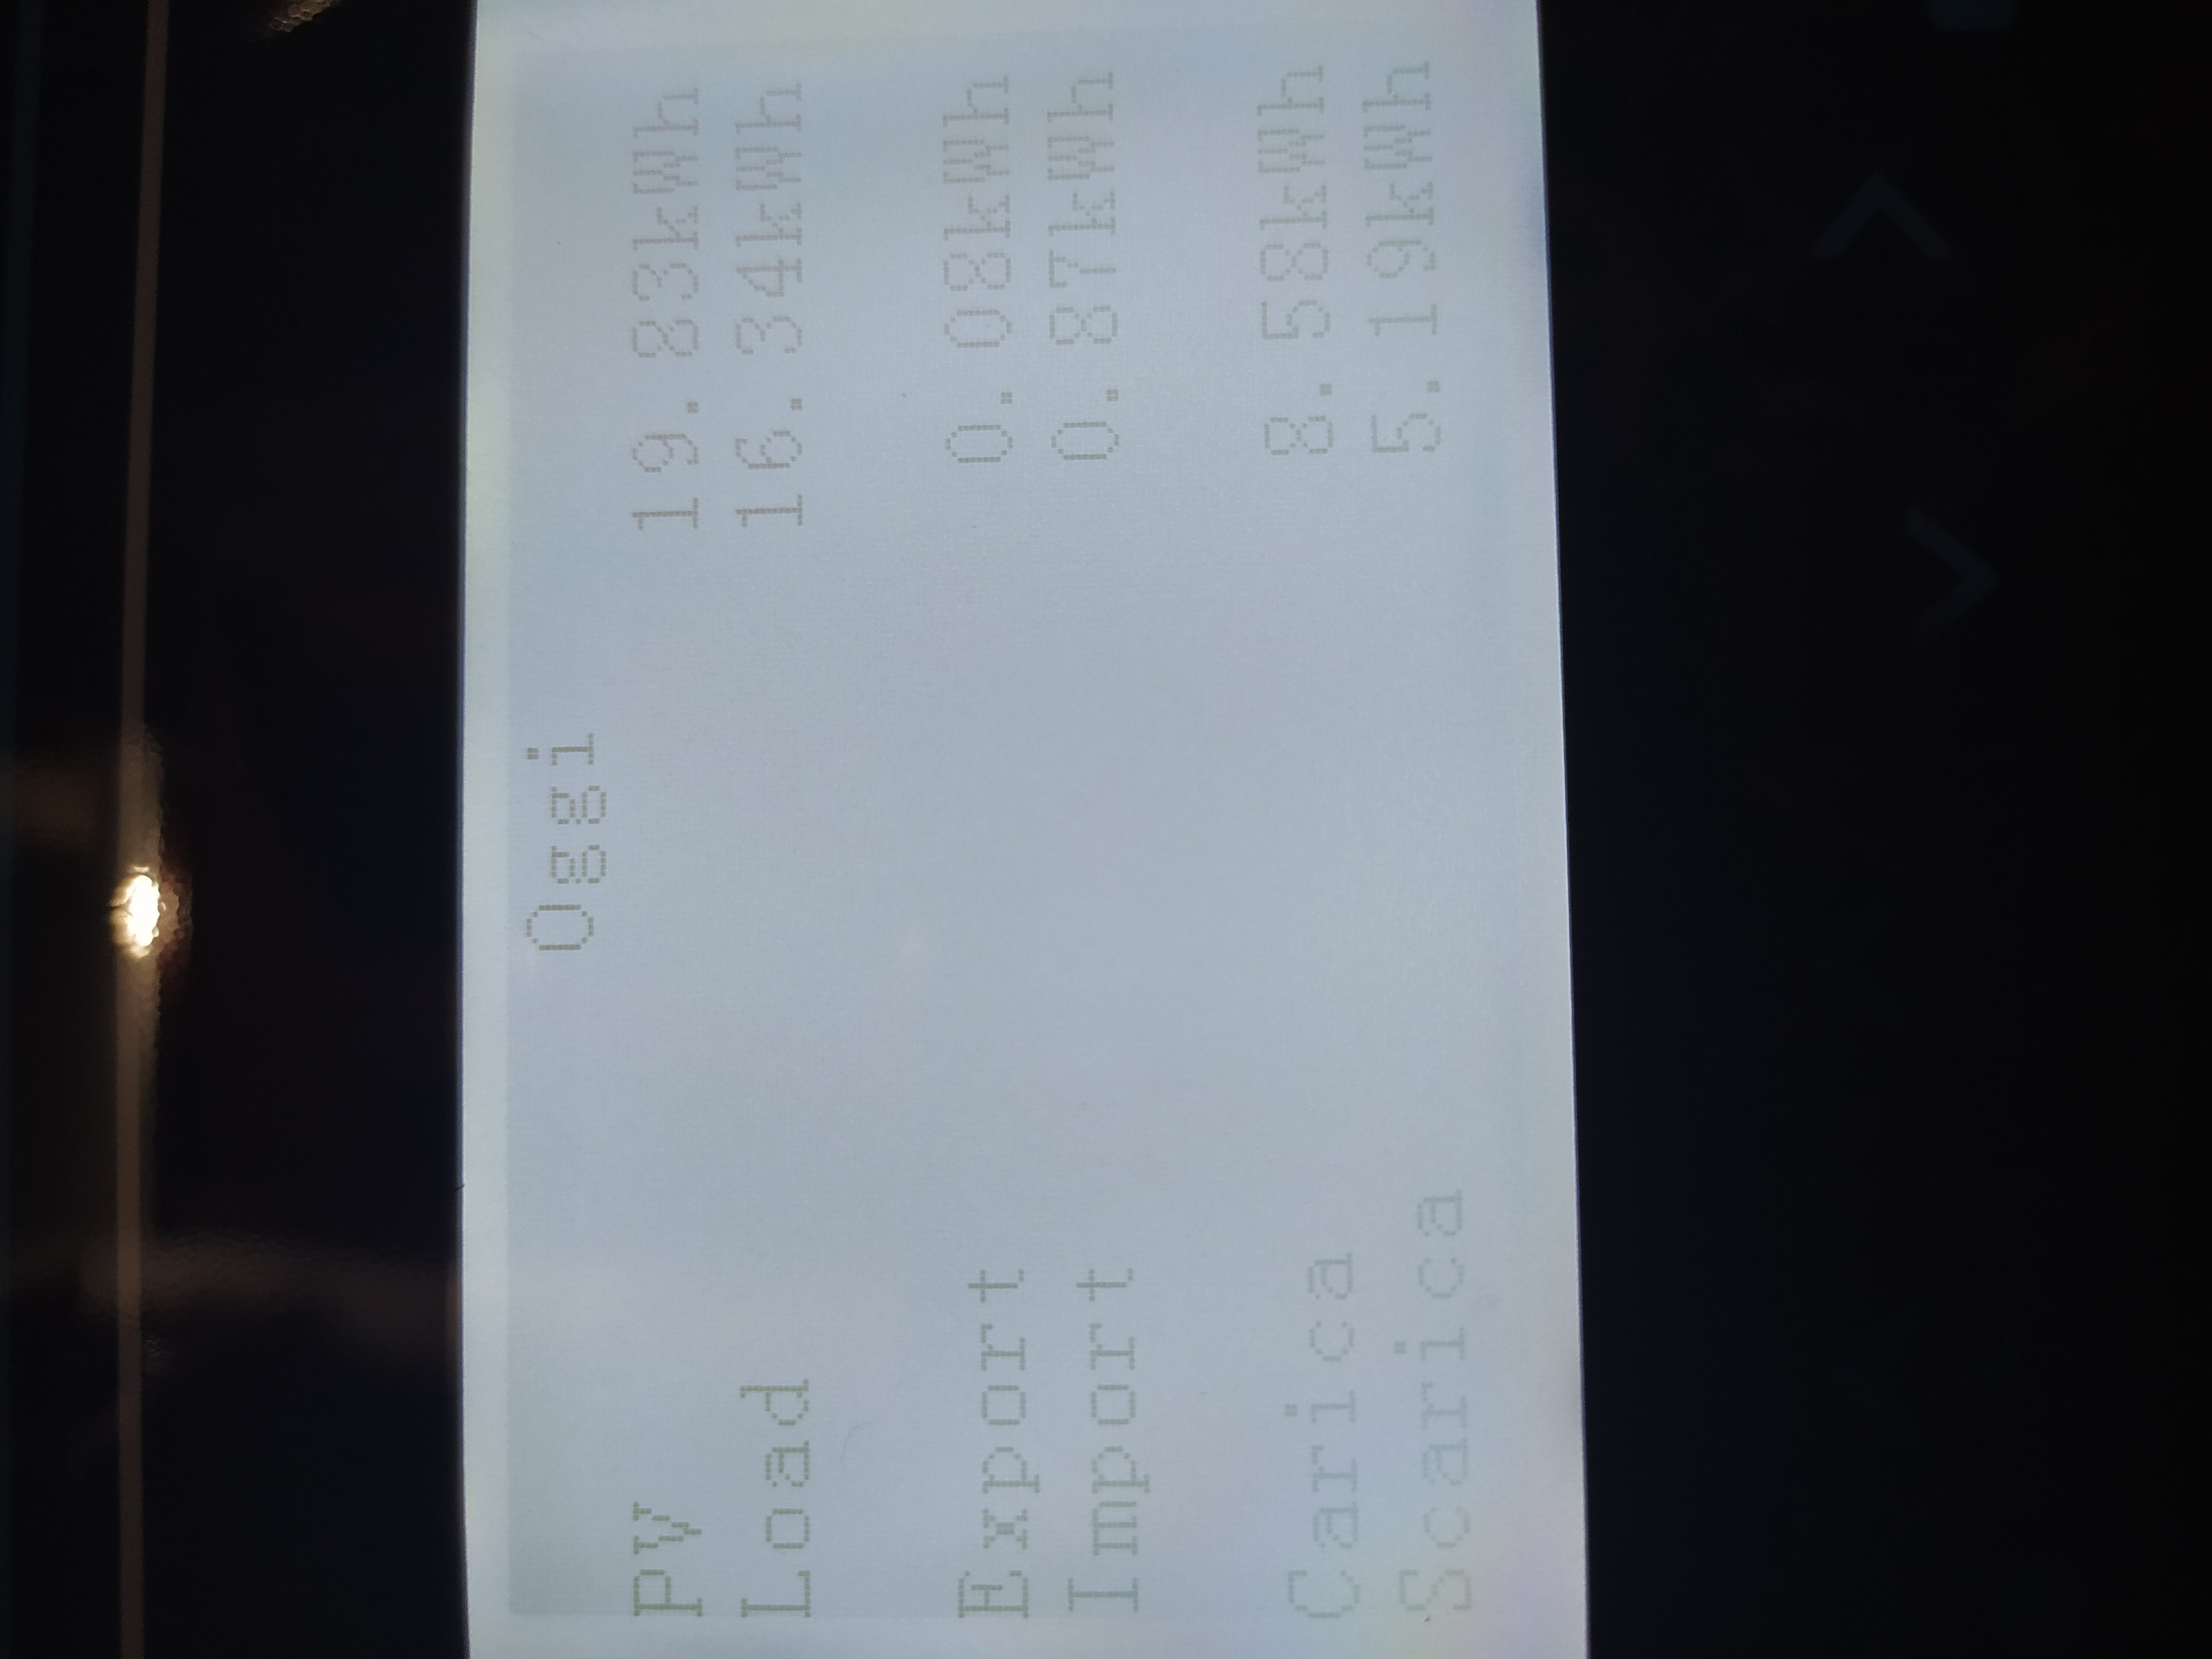 Oggi
PV 19.83kWh
Load 16.34kWh
Export 0.08kWh
Import 0.87kWh
Carica 8.58kWh
Scarica 5.19kWh